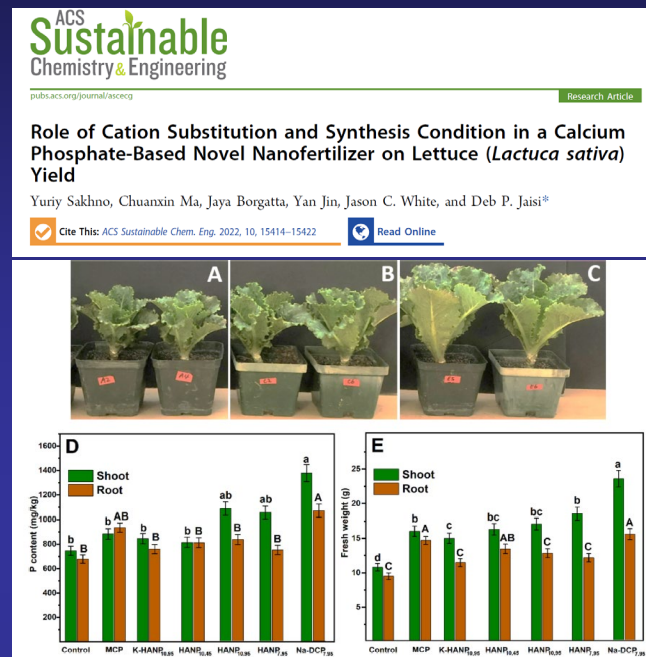 ACS
Sustainable
Chemistry & Engineering
pubs.acs.org/journal/ascecg
Research Article
Role of Cation Substitution and Synthesis Condition in a Calcium
Phosphate-Based Novel Nanofertilizer on Lettuce (Lactuca sativa)
Yield
Yuriy Sakhno, Chuanxin Ma, Jaya Borgatta, Yan Jin, Jason C. White, and Deb P. Jaisi*
Cite This: ACS Sustainable Chem. Eng. 2022, 10, 15414–15422
Read Online
A
B
C
D
Shoot
Root
P content (mg/kg)
1600
1400
1200
1000
800
600
400
200
b B
b AB
b B
b B
ab B
ab B
a A
Control MCP K-HANP10.95 HANP10.45 HANP10.95 HANP7.95 Na-DCP7.95
E
Shoot
Root
Fresh weight (g)
25
20
15
10
5
d C
b A
c C
bc AB
bc C
b C
a A
Control MCP K-HANP10.95 HANP10.45 HANP10.95 HANP7.95 Na-DCP7.95